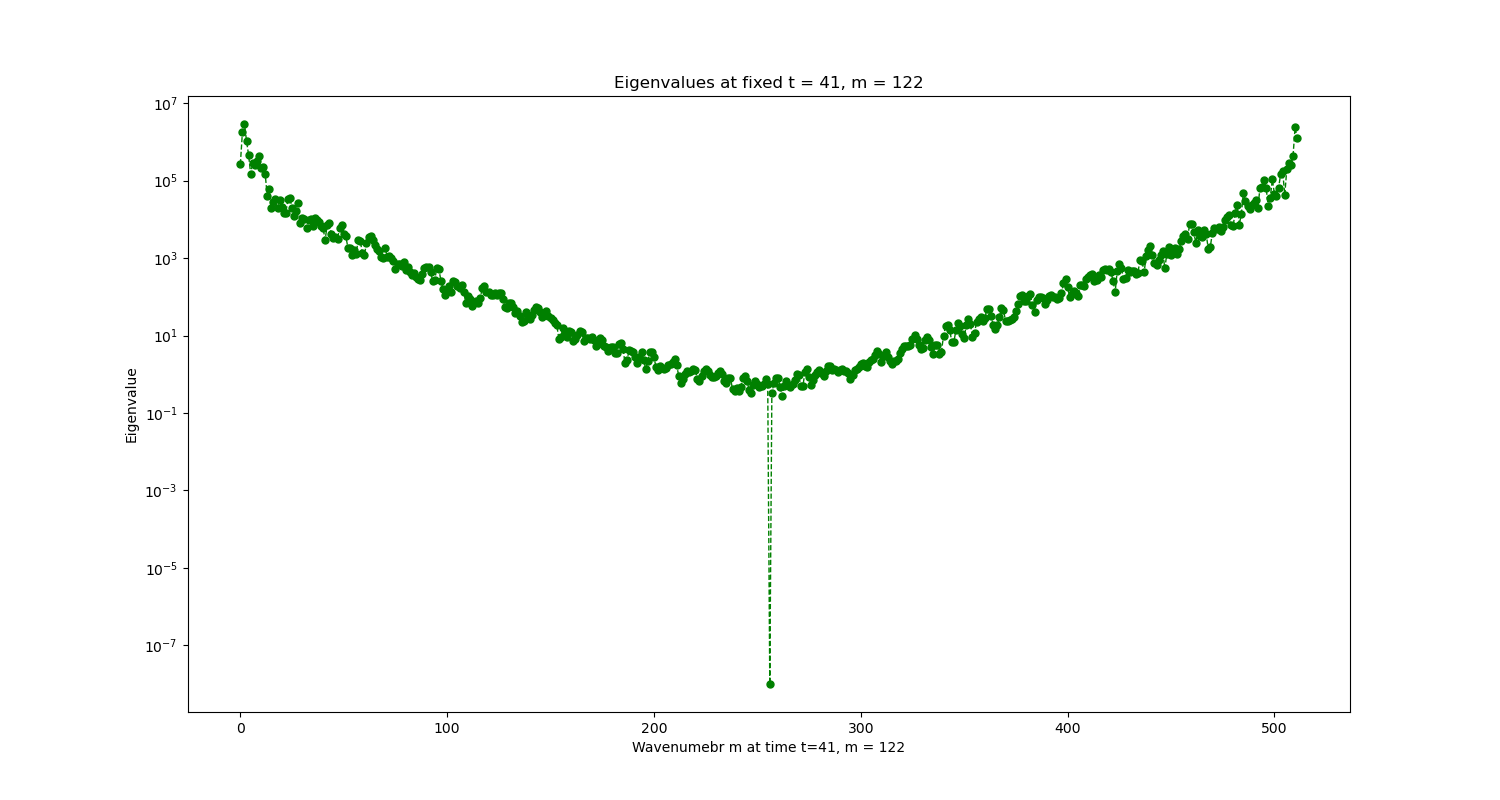 Eigenvalues at fixed t = 41, m = 122
10⁷
10⁵
10³
10¹
10⁻¹
10⁻³
10⁻⁵
10⁻⁷
Eigenvalue
0 100 200 300 400 500
Wavenumebr m at time t=41, m = 122